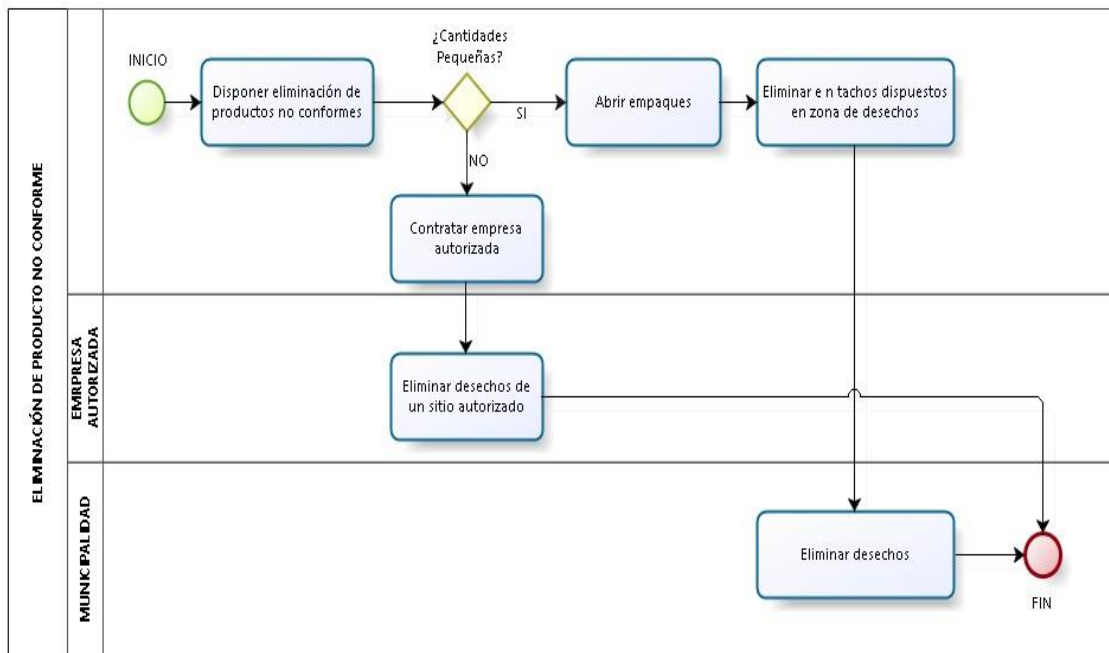 ELIMINACIÓN DE PRODUCTO NO CONFORME
INICIO
Disponer eliminación de
productos no conformes
¿Cantidades
Pequeñas?
SI
NO
Abrir empaques
Eliminar e n tachos dispuestos
en zona de desechos
Contratar empresa
autorizada
EMRPRESA
AUTORIZADA
Eliminar desechos de
un sitio autorizado
MUNICIPALIDAD
Eliminar desechos
FIN